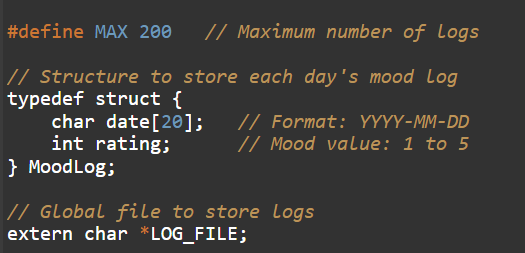 #define MAX 200   // Maximum number of logs
// Structure to store each day's mood log
typedef struct {
    char date[20];   // Format: YYYY-MM-DD
    int rating;      // Mood value: 1 to 5
} MoodLog;
// Global file to store logs
extern char *LOG_FILE;